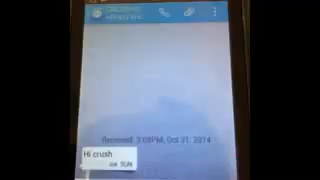 Received: 3:08PM, Oct 31, 2014
Hi crush
via SUN